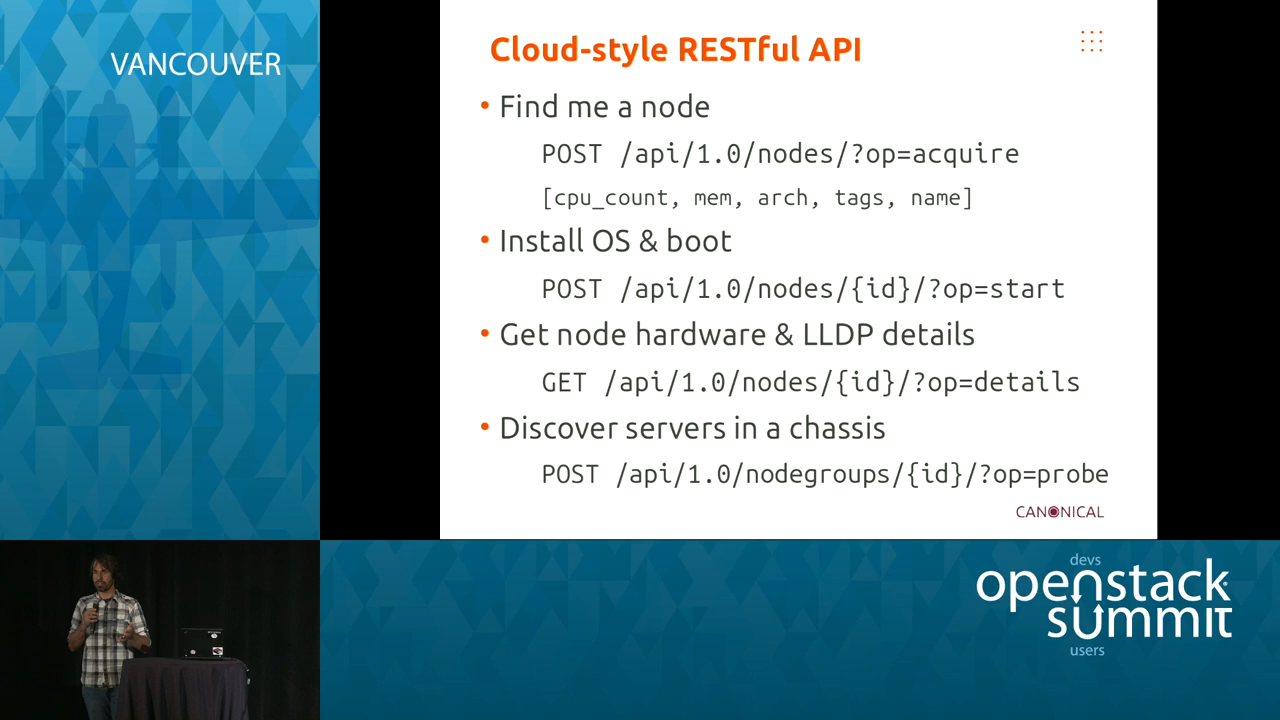 VANCOUVER
Cloud-style RESTful API
• Find me a node
POST /api/1.0/nodes/?op=acquire
[cpu_count, mem, arch, tags, name]
• Install OS & boot
POST /api/1.0/nodes/{id}/?op=start
• Get node hardware & LLDP details
GET /api/1.0/nodes/{id}/?op=details
• Discover servers in a chassis
POST /api/1.0/nodegroups/{id}/?op=probe
CANONICAL
devs
openstack
summit
users